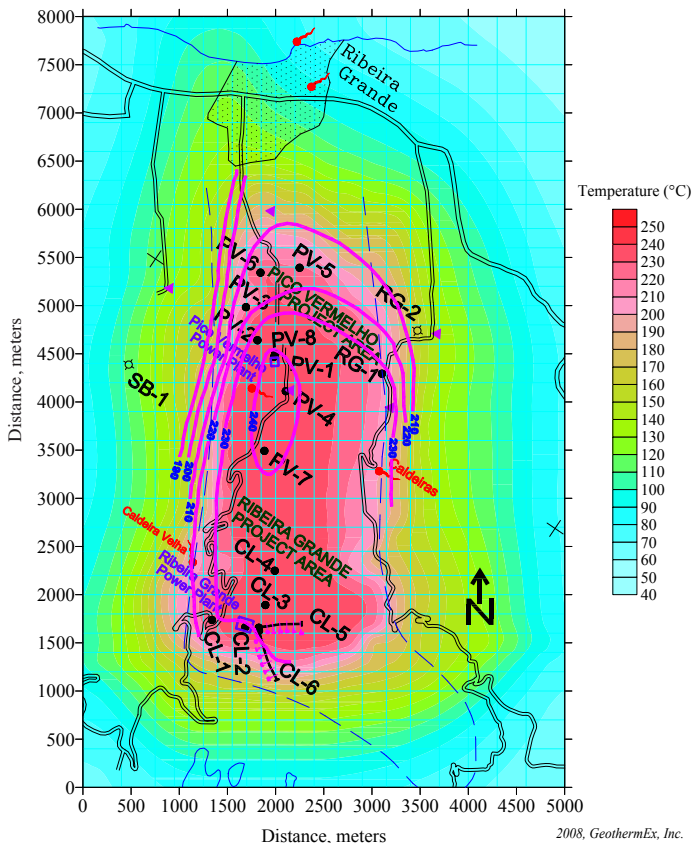 8000
7500
7000
6500
6000
5500
5000
4500
4000
3500
3000
2500
2000
1500
1000
500
0
Distance, meters
Ribeira
Grande
PV-6
PV-5
PV-3
PICO VERMELHO
PROJECT AREA
RG-2
PV-2
Pico Vermelho
Power Plant
PV-8
PV-1
RG-1
SB-1
PV-4
240
220
230
190
200
210
230
220
210
PV-7
Caldeiras
RIBEIRA GRANDE
PROJECT AREA
Caldeira Velha
Ribeira Grande
Power Plant
CL-4
CL-3
CL-5
CL-1
CL-2
CL-6
N
0 500 1000 1500 2000 2500 3000 3500 4000 4500 5000
Distance, meters
Temperature (°C)
250
240
230
220
210
200
190
180
170
160
150
140
130
120
110
100
90
80
70
60
50
40
2008, GeothermEx, Inc.